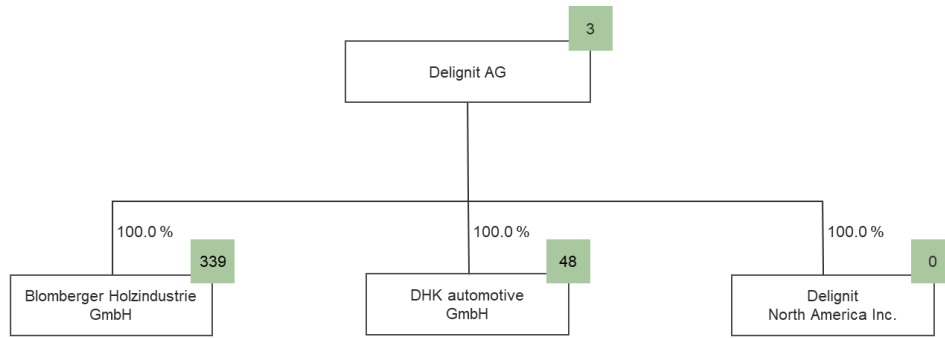 3
Delignit AG
100.0 %
100.0 %
100.0 %
339
48
0
Blomberger Holzindustrie
GmbH
DHK automotive
GmbH
Delignit
North America Inc.